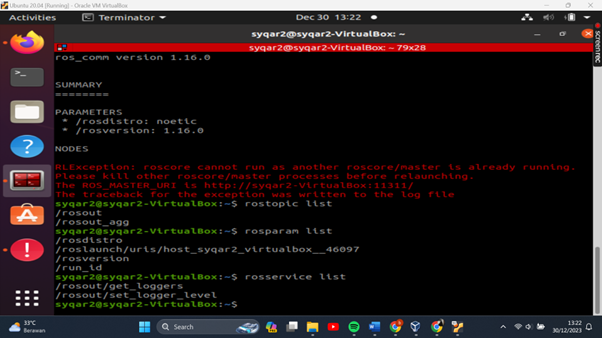 Ubuntu 20.04 [Running] - Oracle VM VirtualBox
Activities
Terminator
Dec 30 13:22
syqar2@syqar2-VirtualBox: ~
syqar2@syqar2-VirtualBox: ~ 79x28
ros_comm version 1.16.0
SUMMARY
========
PARAMETERS
* /rosdistro: noetic
* /rosversion: 1.16.0
NODES
RLException: roscore cannot run as another roscore/master is already running.
Please kill other roscore/master processes before relaunching.
The ROS_MASTER_URI is http://syqar2-VirtualBox:11311/
The traceback for the exception was written to the log file
syqar2@syqar2-VirtualBox:~$ rostopic list
/rosout
/rosout_agg
syqar2@syqar2-VirtualBox:~$ rosparam list
/rosdistro
/roslaunch/uris/host_syqar2_virtualbox__46097
/rosversion
/run_id
syqar2@syqar2-VirtualBox:~$ rosservice list
/rosout/get_loggers
/rosout/set_logger_level
syqar2@syqar2-VirtualBox:~$
screenrec
33°C
Berawan
Search
13:22
30/12/2023